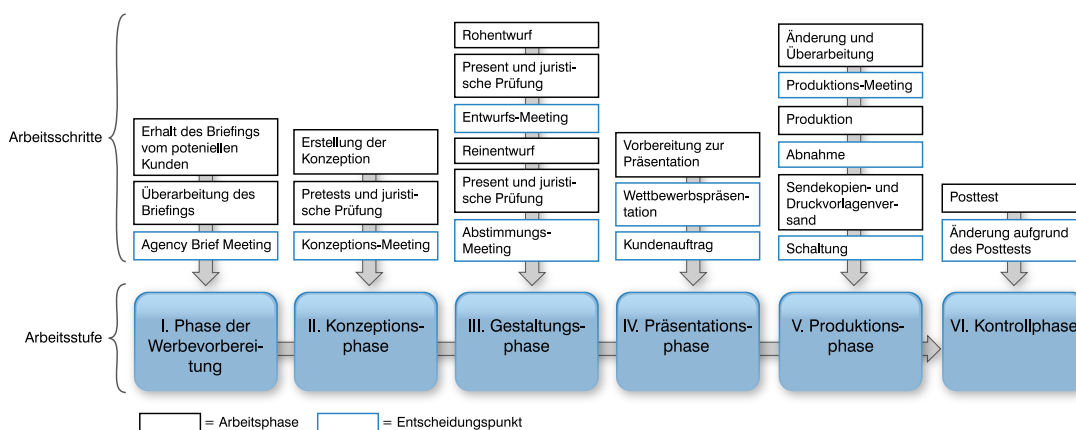 Arbeitsschritte
Erhalt des Briefings
vom poteniellen
Kunden
Überarbeitung des
Briefings
Agency Brief Meeting
Erstellung der
Konzeption
Pretests und juristi-
sche Prüfung
Konzeptions-Meeting
Rohentwurf
Present und juristi-
sche Prüfung
Entwurfs-Meeting
Reinentwurf
Present und juristi-
sche Prüfung
Abstimmungs-
Meeting
Vorbereitung zur
Präsentation
Wettbewerbspräsen-
tation
Kundenauftrag
Änderung und
Überarbeitung
Produktions-Meeting
Produktion
Abnahme
Sendekopien- und
Druckvorlagenver-
sand
Schaltung
Posttest
Änderung aufgrund
des Posttests
Arbeitsstufe
I. Phase der
Werbevorberei-
tung
II. Konzeptions-
phase
III. Gestaltungs-
phase
IV. Präsentations-
phase
V. Produktions-
phase
VI. Kontrollphase
= Arbeitsphase
= Entscheidungspunkt